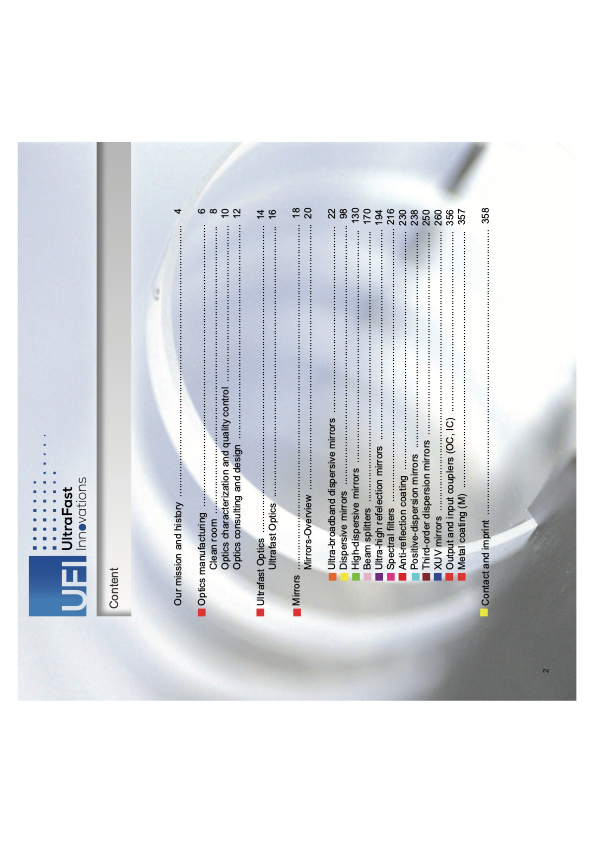 UFI UltraFast
Innovations
Content
Our mission and history 4
Optics manufacturing 6
Clean room 8
Optics characterization and quality control 10
Optics consulting and design 12
Ultrafast Optics 14
Ultrafast Optics 16
Mirrors 18
Mirrors-Overview 20
Ultra-broadband dispersive mirrors 22
Dispersive mirrors 98
High-dispersive mirrors 130
Beam splitters 170
Ultra-high refelection mirrors 194
Spectral filters 216
Anti-reflection coating 230
Positive-dispersion mirrors 238
Third-order dispersion mirrors 250
XUV mirrors 260
Output and input couplers (OC, IC) 356
Metal coating (M) 357
Contact and imprint 358
2